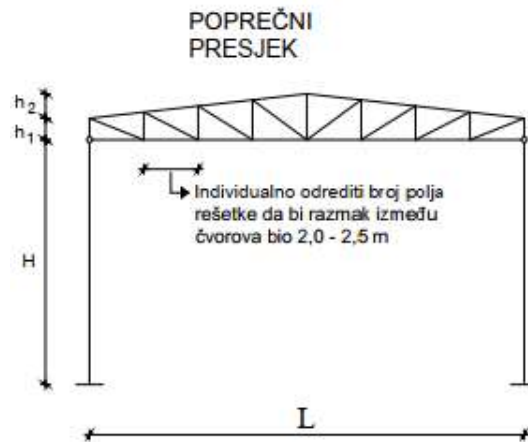 POPREČNI
PRESJEK
h2
h1
Individualno odrediti broj polja
rešetke da bi razmak između
čvorova bio 2,0 - 2,5 m
H
L